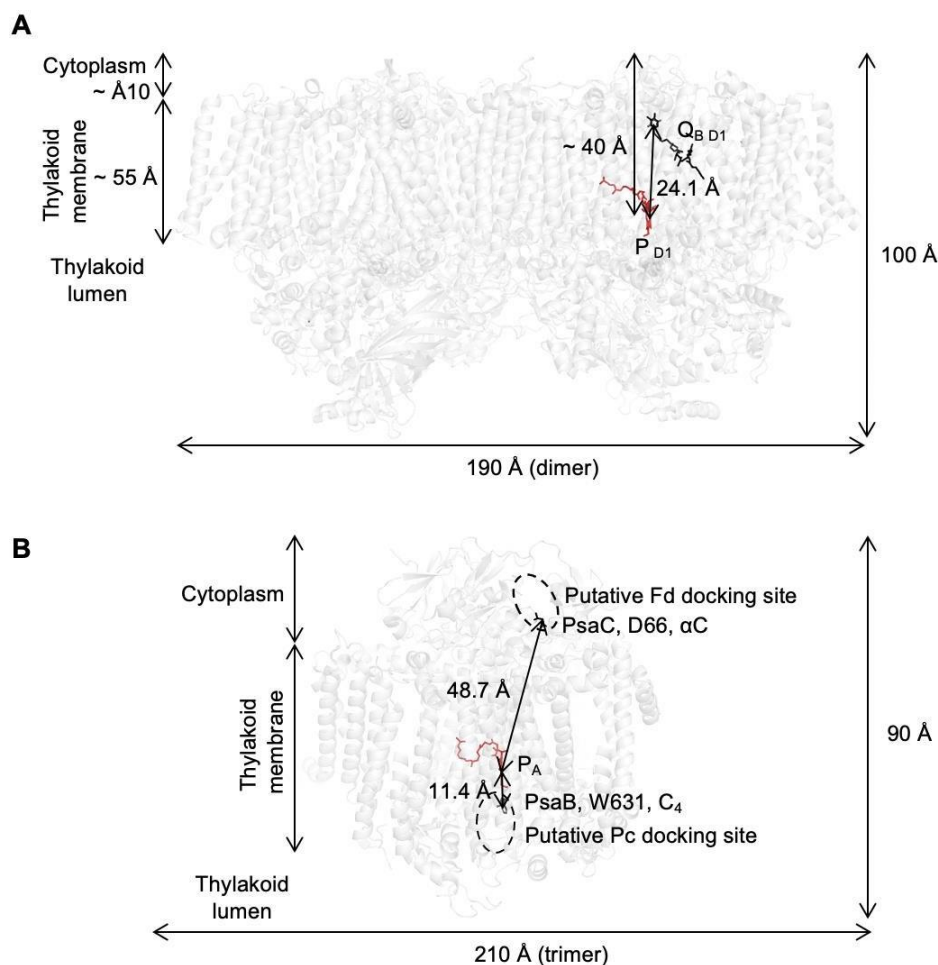 A
Cytoplasm
~ Å10
Thylakoid
membrane
~ 55 Å
Thylakoid
lumen
~ 40 Å
Q B D1
24.1 Å
P D1
100 Å
190 Å (dimer)
B
Cytoplasm
Putative Fd docking site
PsaC, D66, αC
Thylakoid
membrane
48.7 Å
90 Å
PA
11.4 Å
PsaB, W631, C4
Putative Pc docking site
Thylakoid
lumen
210 Å (trimer)